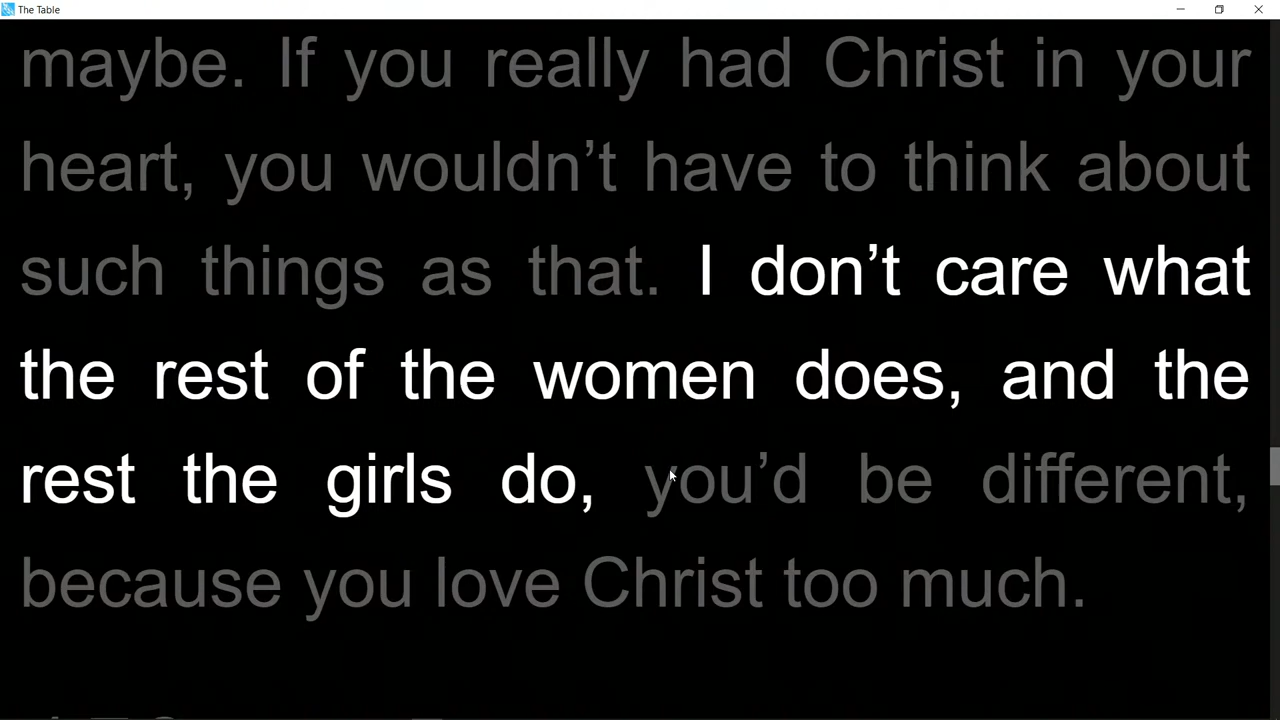 The Table
maybe. If you really had Christ in your
heart, you wouldn’t have to think about
such things as that. I don’t care what
the rest of the women does, and the
rest the girls do, you’d be different,
because you love Christ too much.